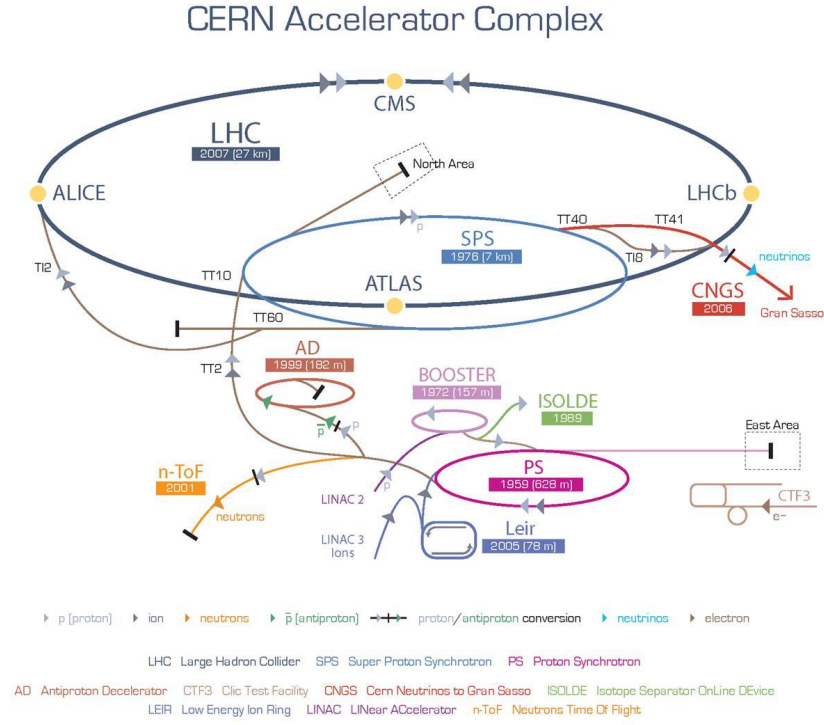 CERN Accelerator Complex
CMS
LHC
2007 (27 km)
North Area
ALICE
LHCb
TT40
TT41
SPS
1976 (7 km)
p
TI8
neutrinos
TI2
TT10
ATLAS
CNGS
2006
Gran Sasso
TT60
AD
1999 (182 m)
TT2
BOOSTER
1972 (157 m)
ISOLDE
1989
p
p̅
East Area
n-ToF
2001
LINAC 2
p
PS
1959 (628 m)
neutrons
CTF3
e-
LINAC 3
Ions
Leir
2005 (78 m)
p (proton)
ion
neutrons
p̅ (antiproton)
proton/antiproton conversion
neutrinos
electron
LHC Large Hadron Collider SPS Super Proton Synchrotron PS Proton Synchrotron
AD Antiproton Decelerator CTF3 Clic Test Facility CNGS Cern Neutrinos to Gran Sasso ISOLDE Isotope Separator OnLine DEvice
LEIR Low Energy Ion Ring LINAC LINear ACcelerator n-ToF Neutrons Time Of Flight